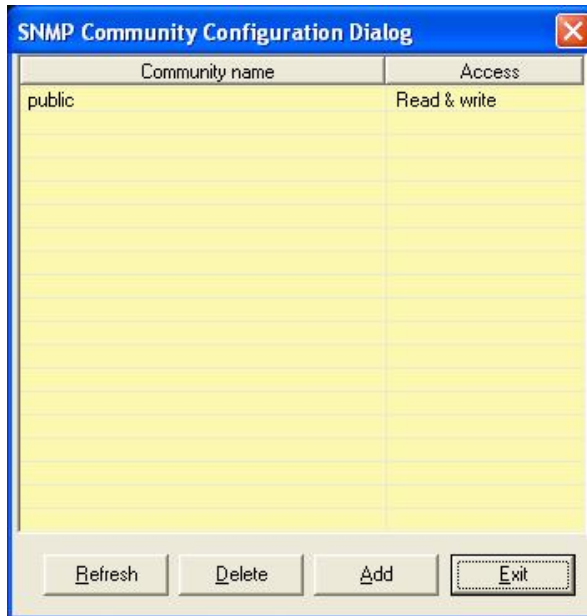 SNMP Community Configuration Dialog
Community name Access
public Read & write
Refresh Delete Add Exit